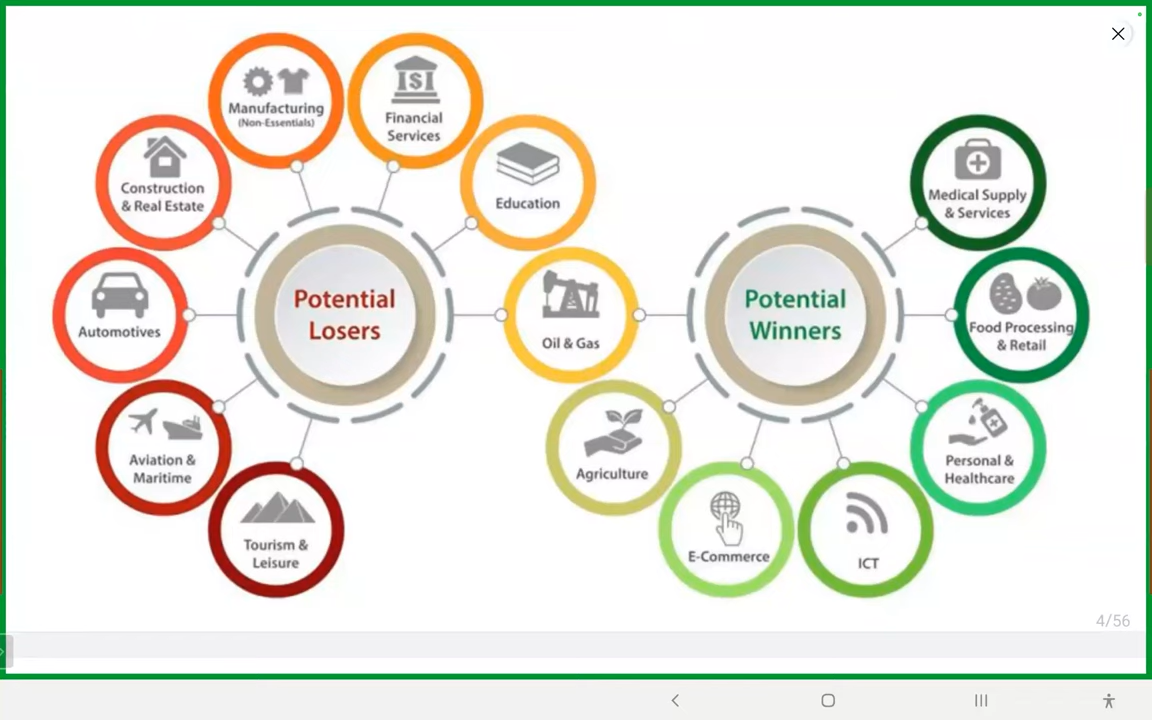 Manufacturing
(Non-Essentials)
$
Financial
Services
Construction
& Real Estate
Education
Medical Supply
& Services
Automotives
Potential
Losers
Oil & Gas
Potential
Winners
Food Processing
& Retail
Aviation &
Maritime
Agriculture
Personal &
Healthcare
Tourism &
Leisure
E-Commerce
ICT
4/56